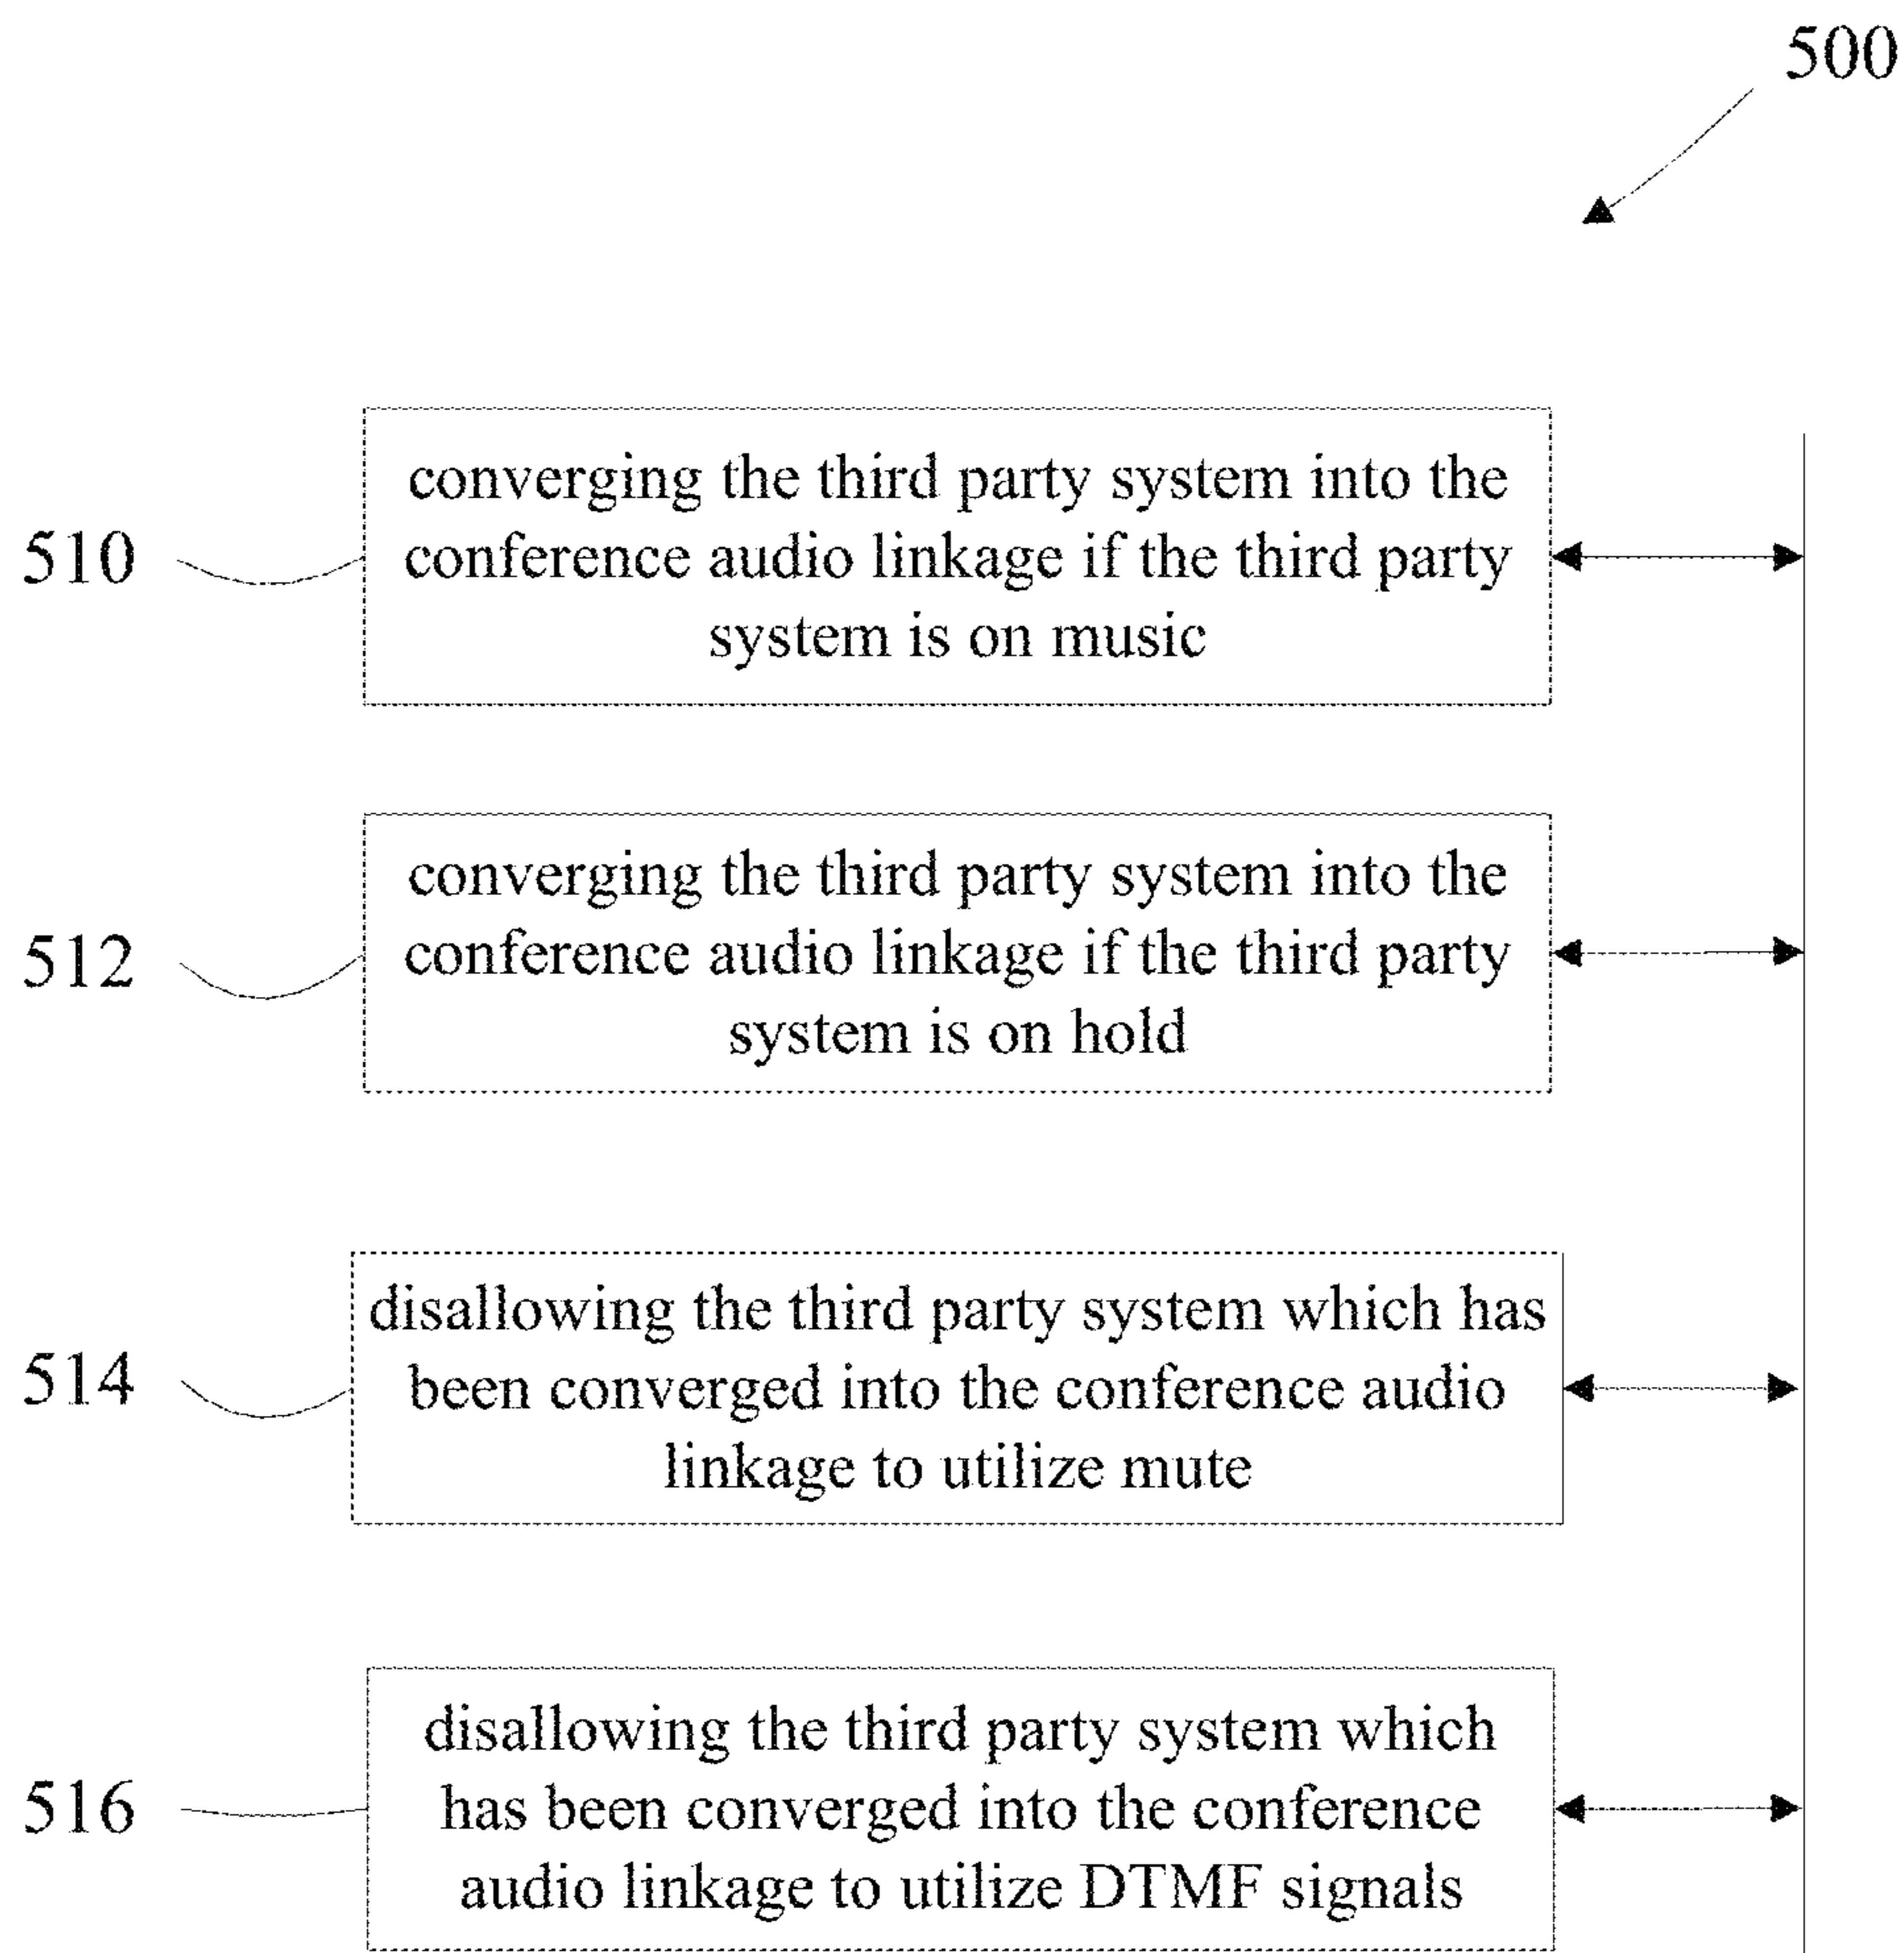 500
510
converging the third party system into the
conference audio linkage if the third party
system is on music
512
converging the third party system into the
conference audio linkage if the third party
system is on hold
514
disallowing the third party system which has
been converged into the conference audio
linkage to utilize mute
516
disallowing the third party system which
has been converged into the conference
audio linkage to utilize DTMF signals